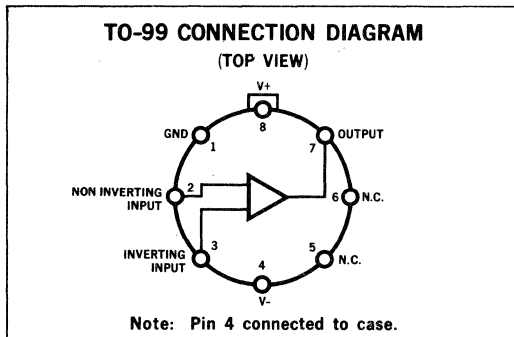 TO-99 CONNECTION DIAGRAM
(TOP VIEW)
V+
8
GND
1
7
OUTPUT
2
NON INVERTING
INPUT
6
N.C.
3
INVERTING
INPUT
5
N.C.
4
V-
Note: Pin 4 connected to case.